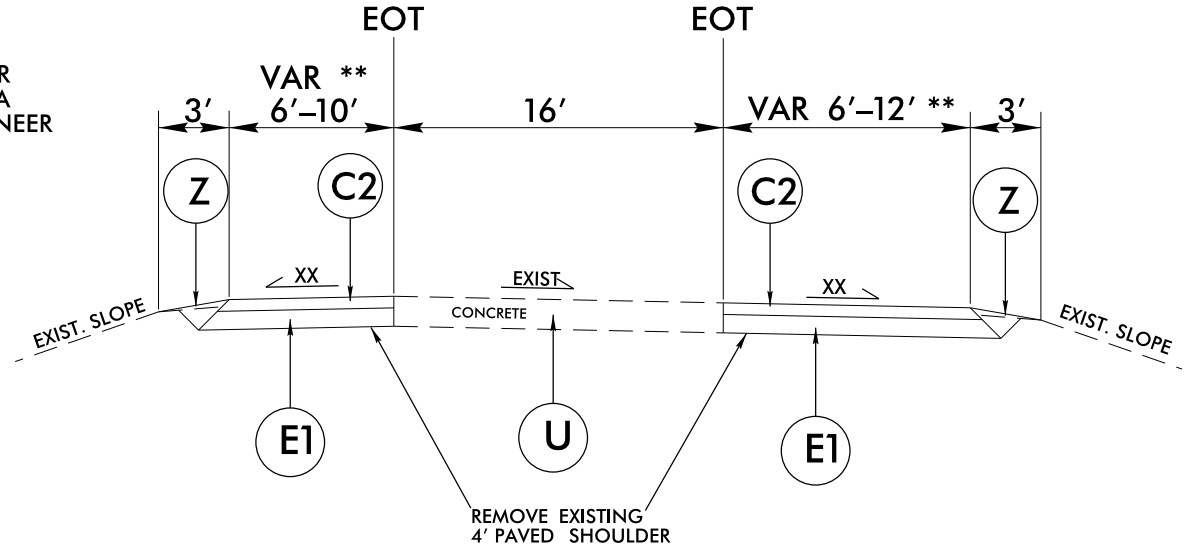 EOT
EOT
R
A
NEER
VAR **
3'
6'–10'
16'
VAR 6'–12' **
3'
Z
C2
C2
Z
XX
EXIST
XX
EXIST. SLOPE
CONCRETE
EXIST. SLOPE
E1
U
E1
REMOVE EXISTING
4' PAVED SHOULDER